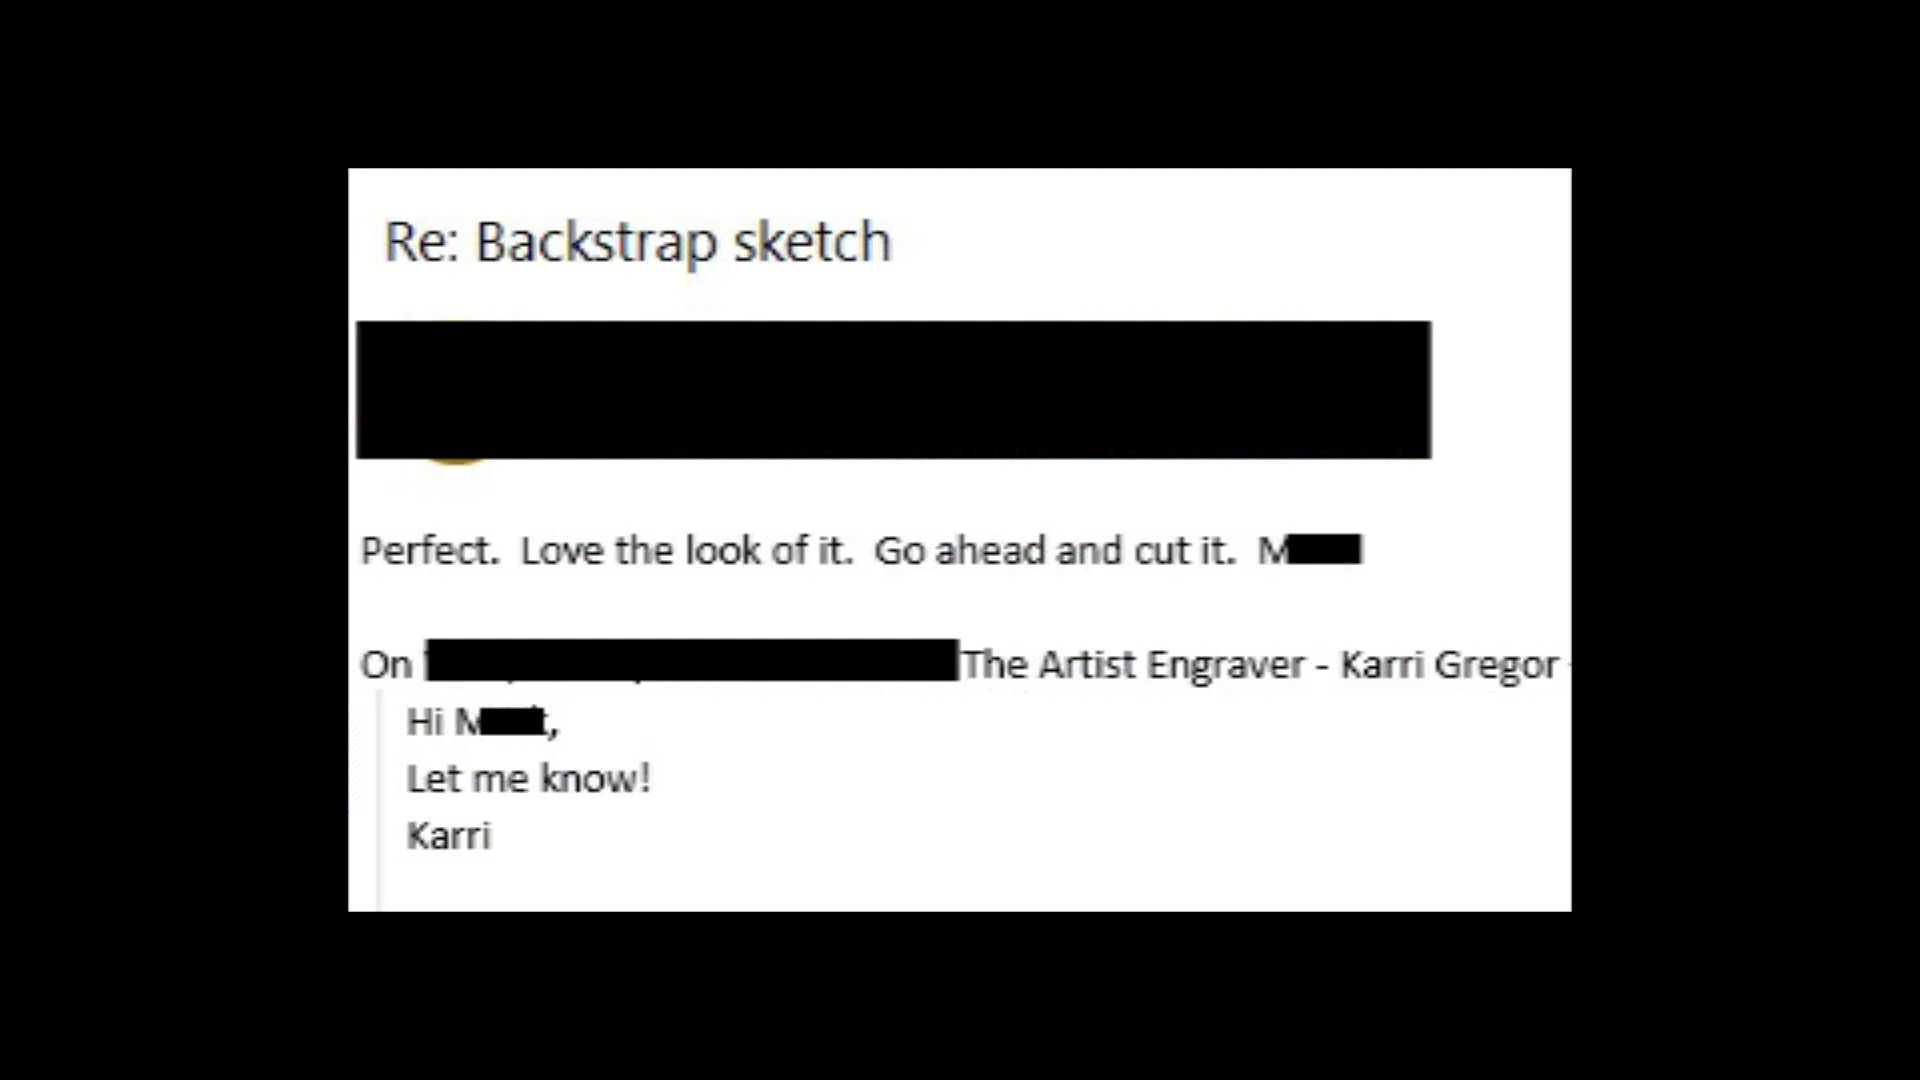 Re: Backstrap sketch
Perfect. Love the look of it. Go ahead and cut it.
On The Artist Engraver - Karri Gregor
Hi
Let me know!
Karri